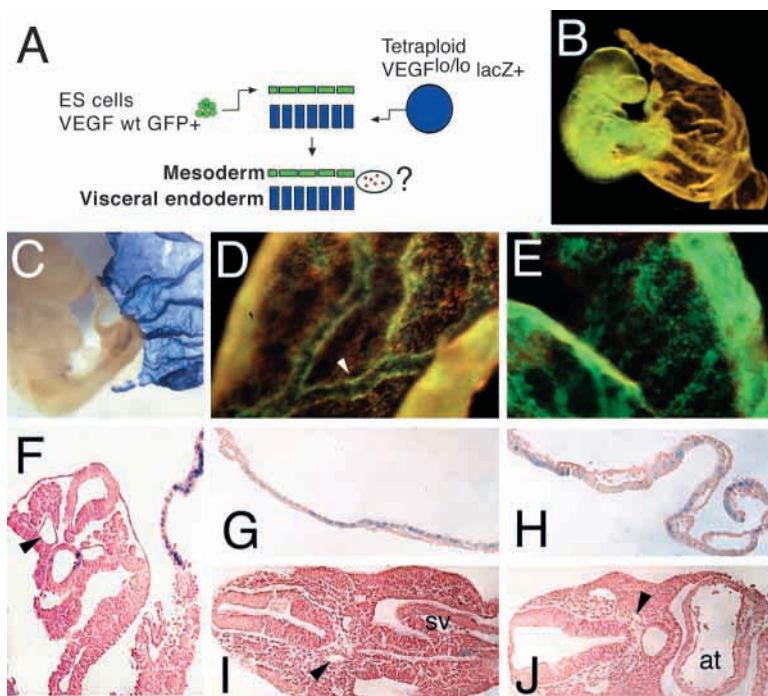 A
ES cells
VEGF wt GFP+
Tetraploid
VEGFlo/lo lacZ+
Mesoderm
Visceral endoderm
?
B
C
D
E
F
G
H
sv
I
at
J